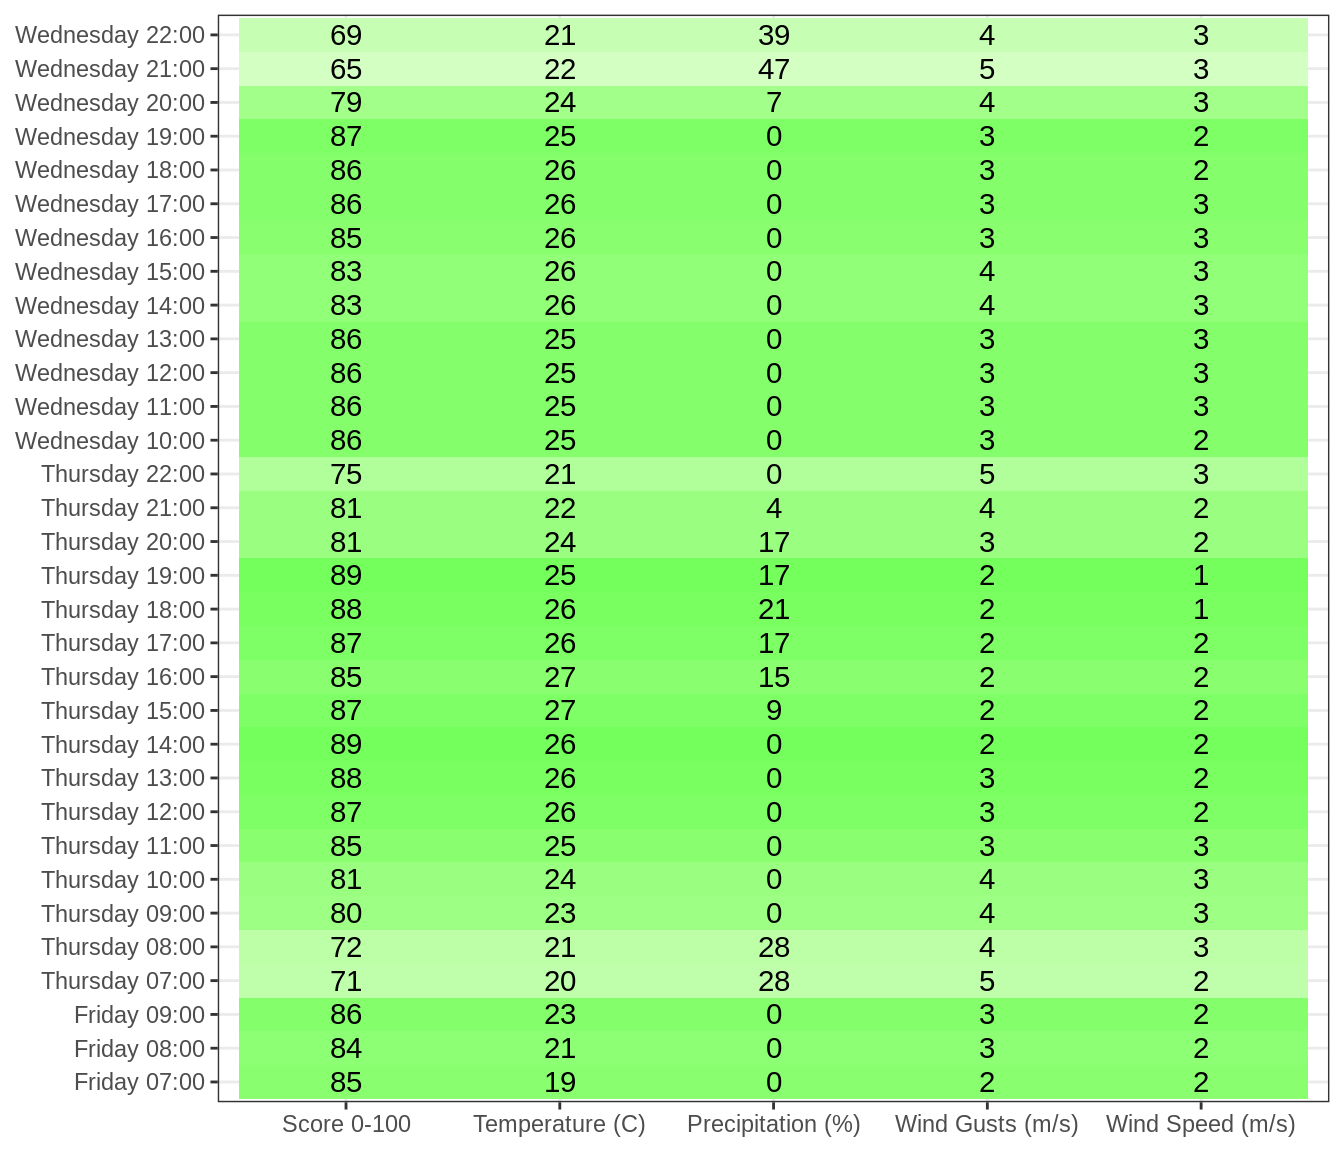 Wednesday 22:00 69 21 39 4 3
Wednesday 21:00 65 22 47 5 3
Wednesday 20:00 79 24 7 4 3
Wednesday 19:00 87 25 0 3 2
Wednesday 18:00 86 26 0 3 2
Wednesday 17:00 86 26 0 3 3
Wednesday 16:00 85 26 0 3 3
Wednesday 15:00 83 26 0 4 3
Wednesday 14:00 83 26 0 4 3
Wednesday 13:00 86 25 0 3 3
Wednesday 12:00 86 25 0 3 3
Wednesday 11:00 86 25 0 3 3
Wednesday 10:00 86 25 0 3 2
Thursday 22:00 75 21 0 5 3
Thursday 21:00 81 22 4 4 2
Thursday 20:00 81 24 17 3 2
Thursday 19:00 89 25 17 2 1
Thursday 18:00 88 26 21 2 1
Thursday 17:00 87 26 17 2 2
Thursday 16:00 85 27 15 2 2
Thursday 15:00 87 27 9 2 2
Thursday 14:00 89 26 0 2 2
Thursday 13:00 88 26 0 3 2
Thursday 12:00 87 26 0 3 2
Thursday 11:00 85 25 0 3 3
Thursday 10:00 81 24 0 4 3
Thursday 09:00 80 23 0 4 3
Thursday 08:00 72 21 28 4 3
Thursday 07:00 71 20 28 5 2
Friday 09:00 86 23 0 3 2
Friday 08:00 84 21 0 3 2
Friday 07:00 85 19 0 2 2
Score 0-100 Temperature (C) Precipitation (%) Wind Gusts (m/s) Wind Speed (m/s)